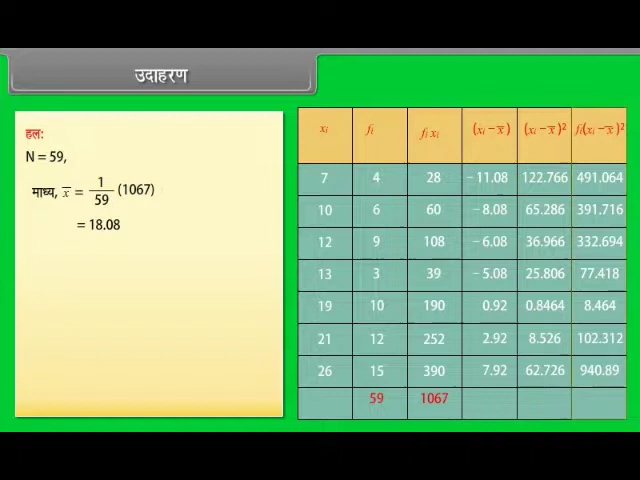 उदाहरण
हल:
N = 59,
माध्य, x̄ = 1/59 (1067)
= 18.08
xᵢ fᵢ fᵢ xᵢ (xᵢ − x̄) (xᵢ − x̄)² fᵢ(xᵢ − x̄)²
7 4 28 −11.08 122.766 491.064
10 6 60 −8.08 65.286 391.716
12 9 108 −6.08 36.966 332.694
13 3 39 −5.08 25.806 77.418
19 10 190 0.92 0.8464 8.464
21 12 252 2.92 8.526 102.312
26 15 390 7.92 62.726 940.89
59 1067